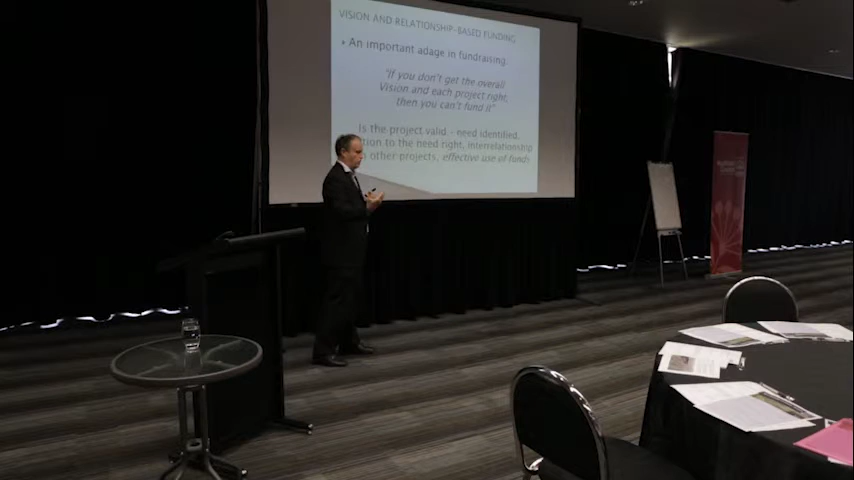 VISION AND RELATIONSHIP-BASED FUNDING
An important adage in fundraising.
"If you don't get the overall
Vision and each project right,
then you can't fund it"
Is the project valid - need identified,
tion to the need right, interrelationship
other projects, effective use of funds